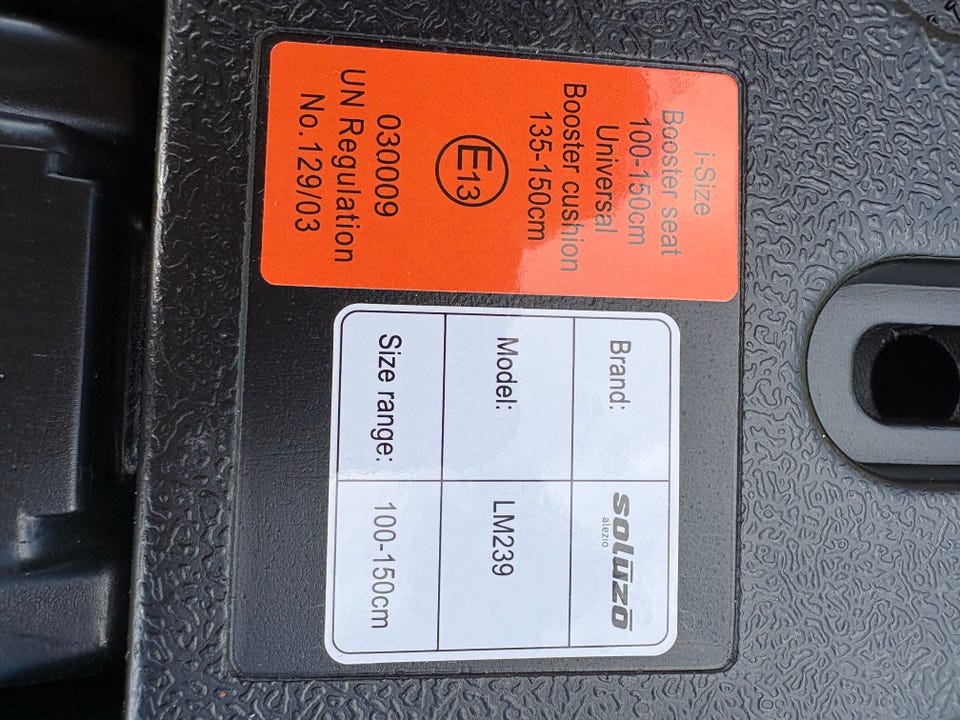 i-Size
Booster seat
100-150cm
Universal
Booster cushion
135-150cm
E13
030009
UN Regulation
No.129/03
Brand: solūzō
alezio
Model: LM239
Size range: 100-150cm